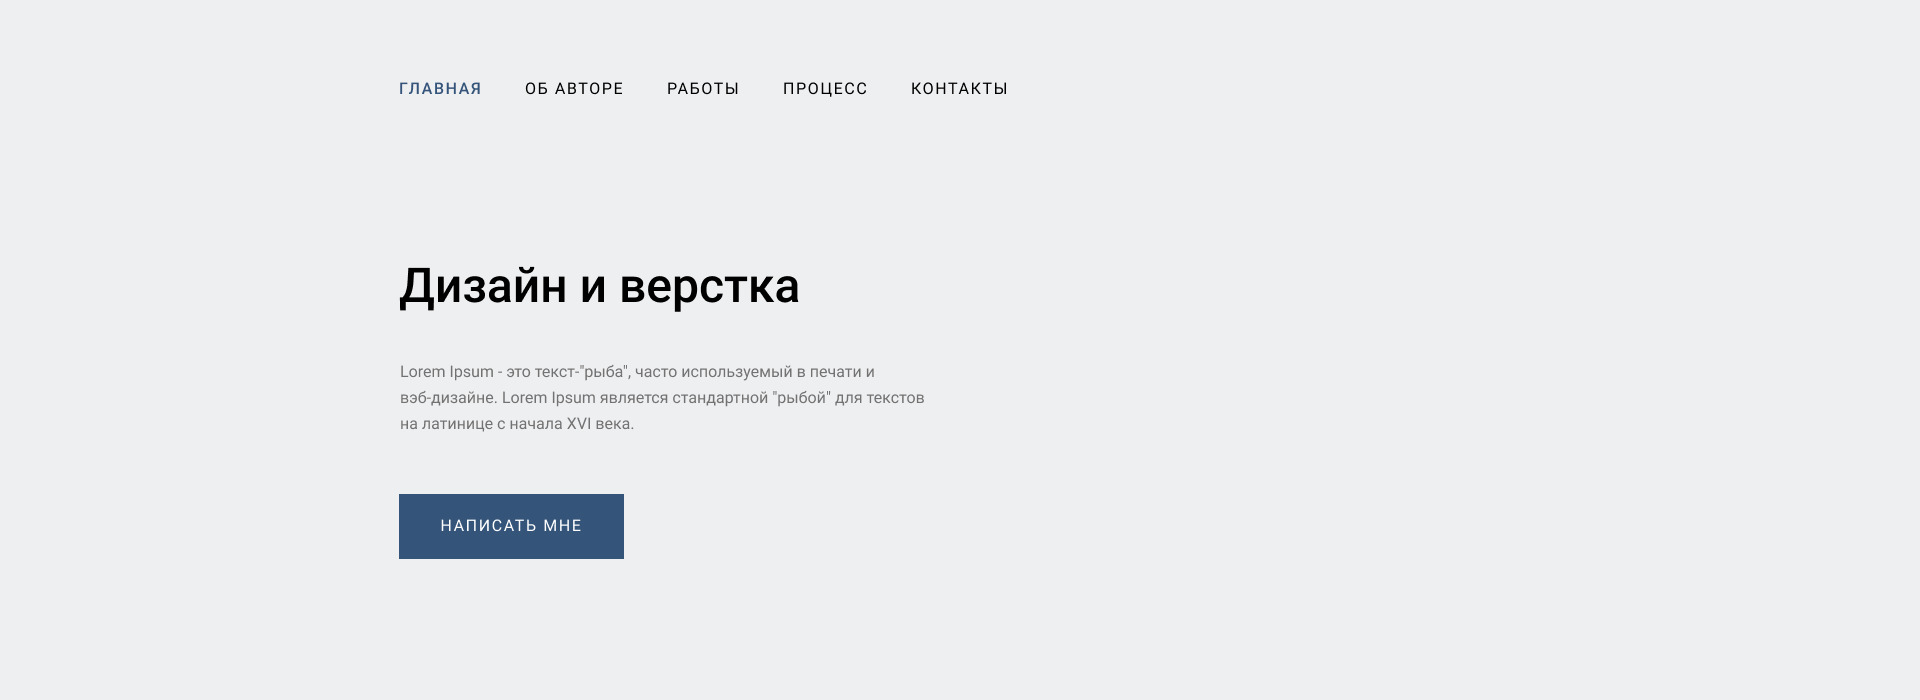 ГЛАВНАЯ ОБ АВТОРЕ РАБОТЫ ПРОЦЕСС КОНТАКТЫ
Дизайн и верстка
Lorem Ipsum - это текст-"рыба", часто используемый в печати и
вэб-дизайне. Lorem Ipsum является стандартной "рыбой" для текстов
на латинице с начала XVI века.
НАПИСАТЬ МНЕ